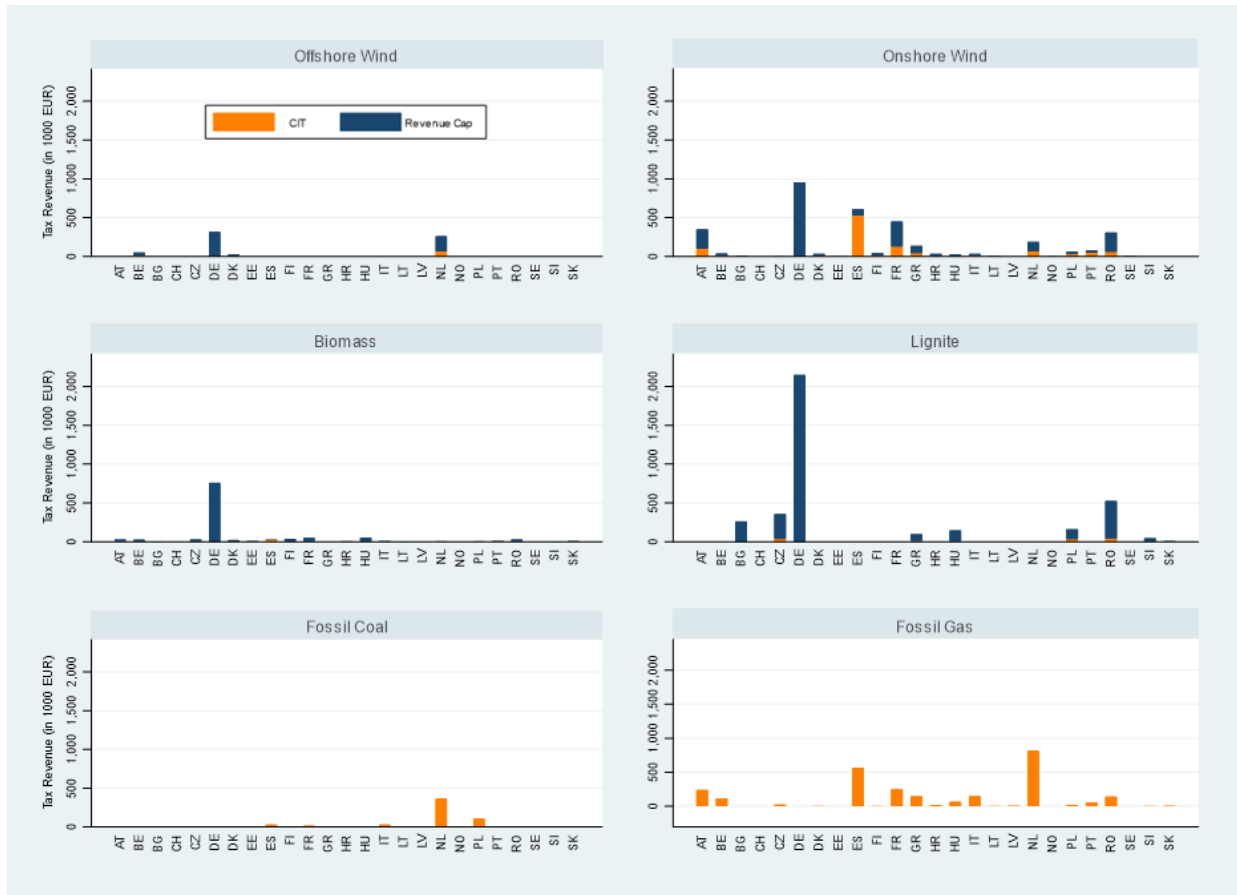 Offshore Wind
Onshore Wind
Tax Revenue (in 1000 EUR)
0 500 1,000 1,500 2,000
CIT Revenue Cap
AT BE BG CH CZ DE DK EE ES FI FR GR HR HU IT LT LV NL NO PL PT RO SE SI SK
0 500 1,000 1,500 2,000
AT BE BG CH CZ DE DK EE ES FI FR GR HR HU IT LT LV NL NO PL PT RO SE SI SK
Biomass
Lignite
Tax Revenue (in 1000 EUR)
0 500 1,000 1,500 2,000
AT BE BG CH CZ DE DK EE ES FI FR GR HR HU IT LT LV NL NO PL PT RO SE SI SK
0 500 1,000 1,500 2,000
AT BE BG CH CZ DE DK EE ES FI FR GR HR HU IT LT LV NL NO PL PT RO SE SI SK
Fossil Coal
Fossil Gas
Tax Revenue (in 1000 EUR)
0 500 1,000 1,500 2,000
AT BE BG CH CZ DE DK EE ES FI FR GR HR HU IT LT LV NL NO PL PT RO SE SI SK
0 500 1,000 1,500 2,000
AT BE BG CH CZ DE DK EE ES FI FR GR HR HU IT LT LV NL NO PL PT RO SE SI SK